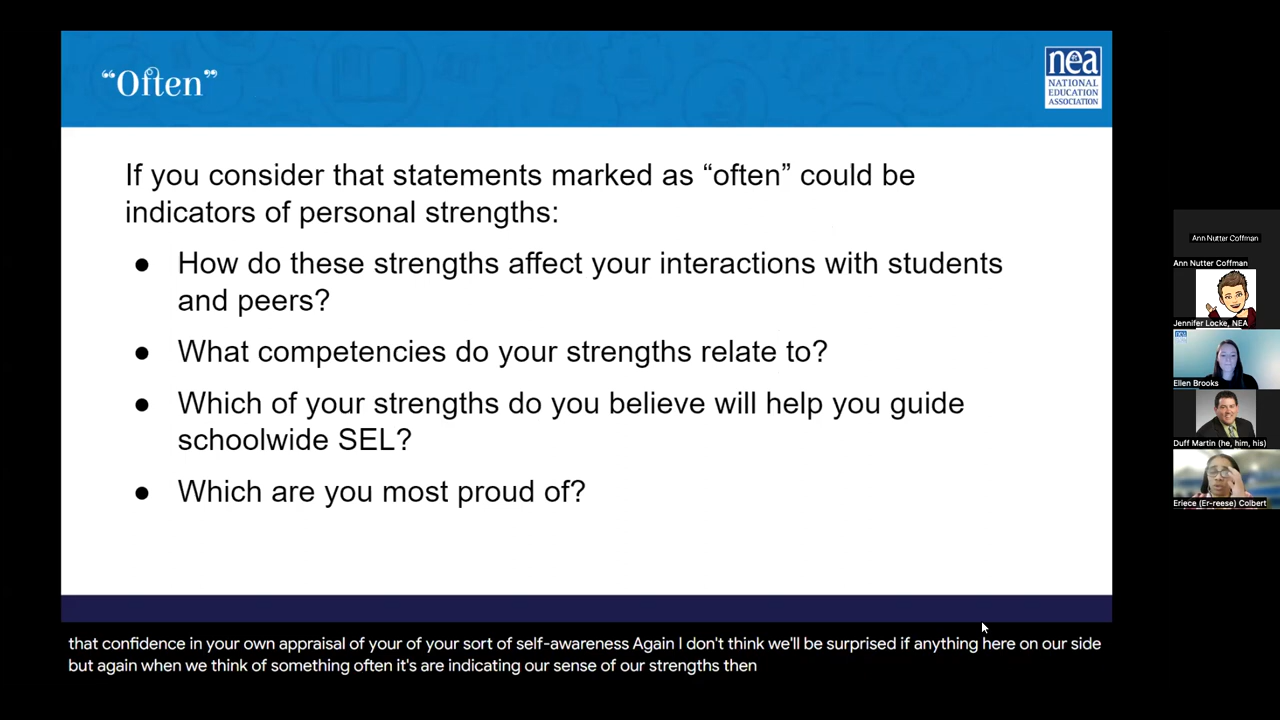 “Often”
nea
NATIONAL
EDUCATION
ASSOCIATION
If you consider that statements marked as “often” could be
indicators of personal strengths:
● How do these strengths affect your interactions with students
and peers?
● What competencies do your strengths relate to?
● Which of your strengths do you believe will help you guide
schoolwide SEL?
● Which are you most proud of?
Ann Nutter Coffman
Ann Nutter Coffman
Jennifer Locke, NEA
Ellen Brooks
Duff Martin (he, him, his)
Eriece (Er-reese) Colbert
that confidence in your own appraisal of your of your sort of self-awareness Again I don't think we'll be surprised if anything here on our side
but again when we think of something often it's are indicating our sense of our strengths then